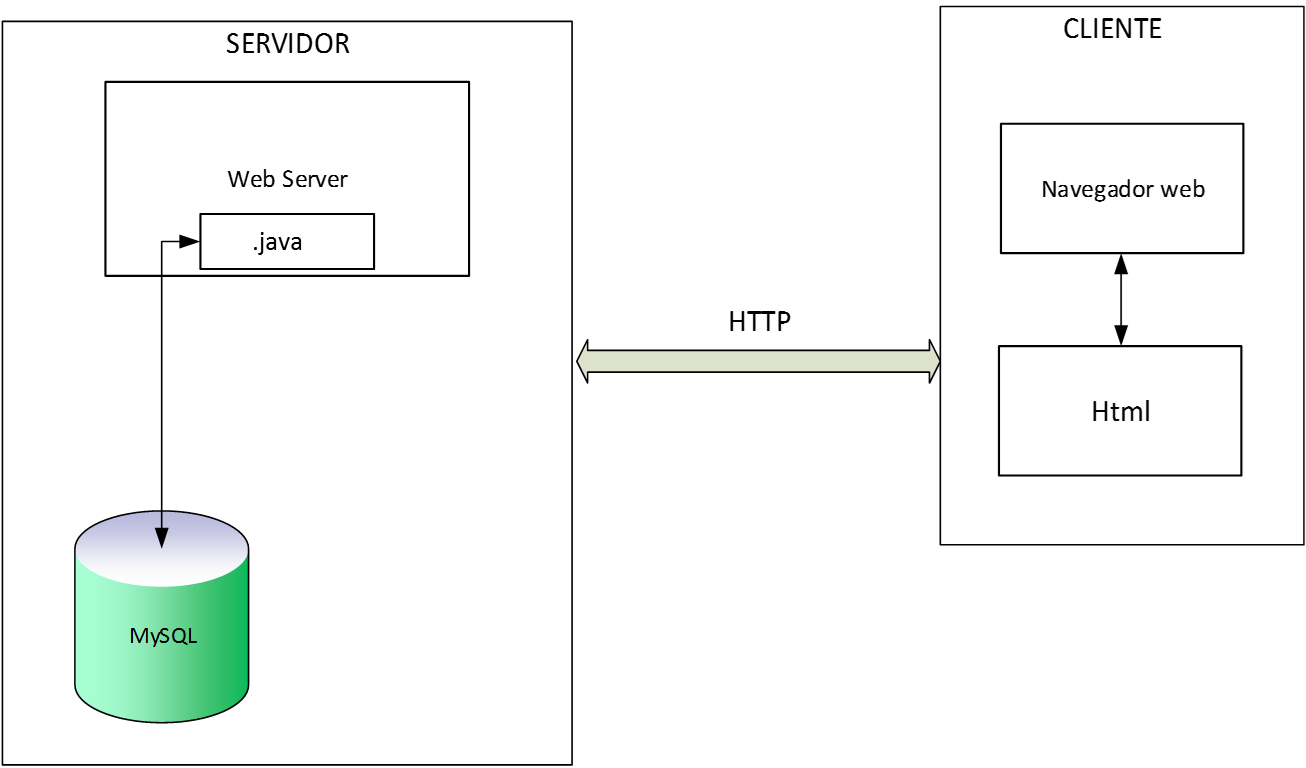 SERVIDOR
Web Server
.java
MySQL
HTTP
CLIENTE
Navegador web
Html